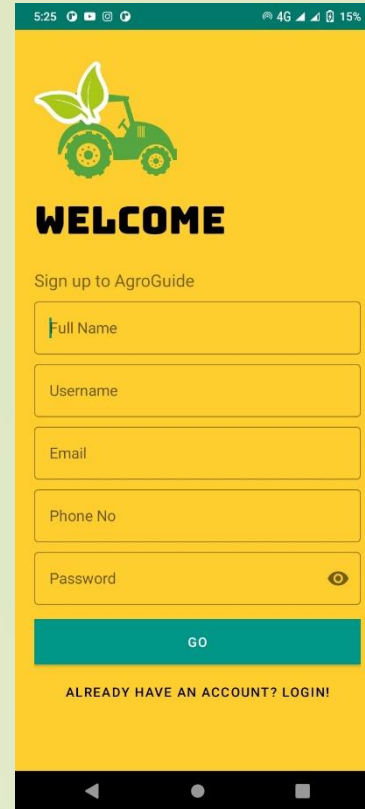 5:25 4G 15%
WELCOME
Sign up to AgroGuide
Full Name
Username
Email
Phone No
Password
GO
ALREADY HAVE AN ACCOUNT? LOGIN!